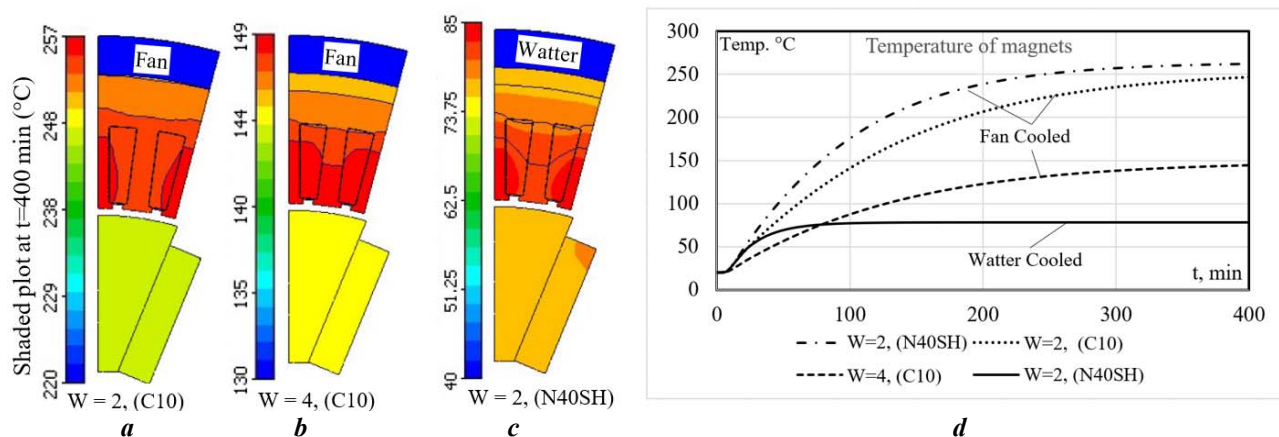 Shaded plot at t=400 min (°C)
257
248
238
229
220
Fan
W = 2, (C10)
a
149
144
140
135
130
Fan
W = 4, (C10)
b
85
73.75
62.5
51.25
40
Watter
W = 2, (N40SH)
c
300
250
200
150
100
50
0
Temp. °C
Temperature of magnets
Fan Cooled
Watter Cooled
t, min
0
100
200
300
400
W=2, (N40SH)
W=2, (C10)
W=4, (C10)
W=2, (N40SH)
d